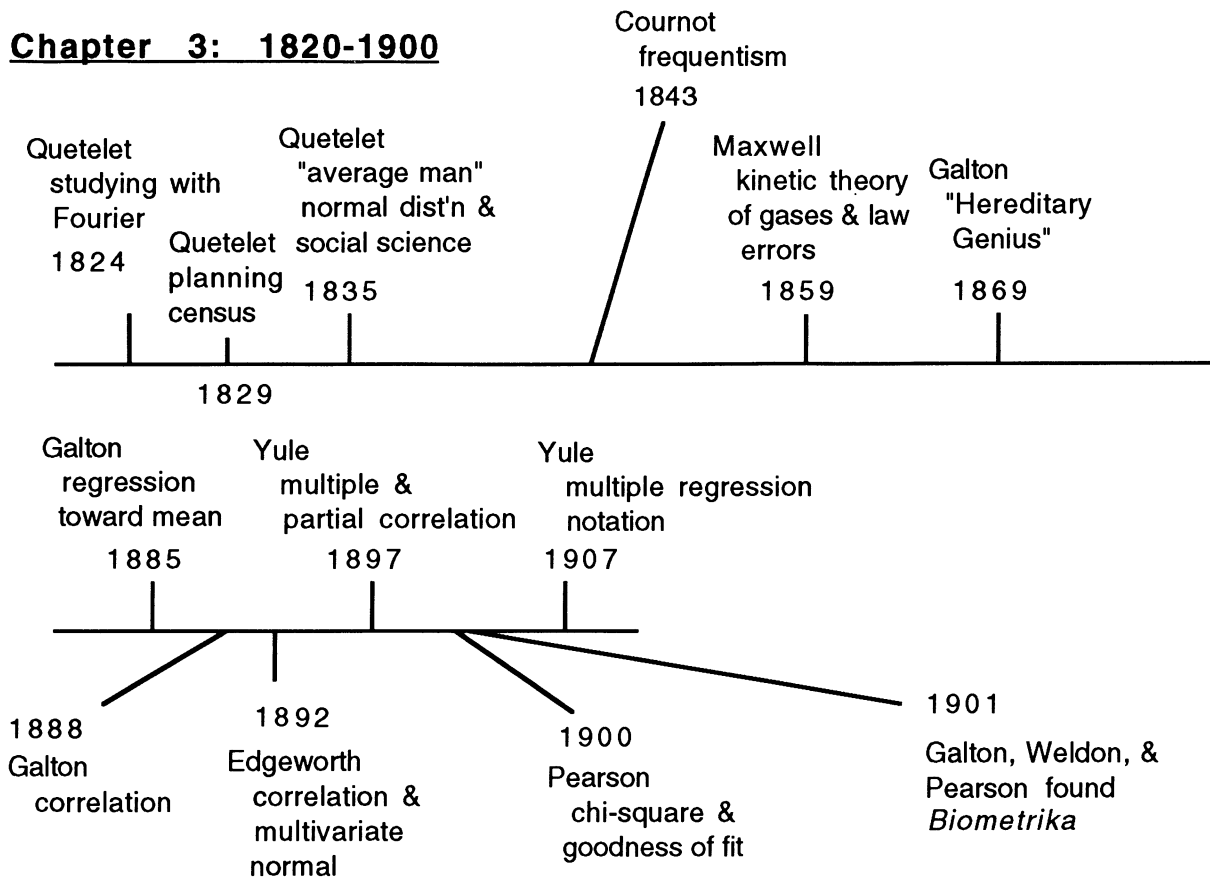 Chapter 3: 1820-1900
Cournot
frequentism
1843
Quetelet
studying with
Fourier
1824
Quetelet
planning
census
1829
Quetelet
"average man"
normal dist'n &
social science
1835
Maxwell
kinetic theory
of gases & law
errors
1859
Galton
"Hereditary
Genius"
1869
Galton
regression
toward mean
1885
Yule
multiple &
partial correlation
1897
Yule
multiple regression
notation
1907
1888
Galton
correlation
1892
Edgeworth
correlation &
multivariate
normal
1900
Pearson
chi-square &
goodness of fit
1901
Galton, Weldon, &
Pearson found
Biometrika